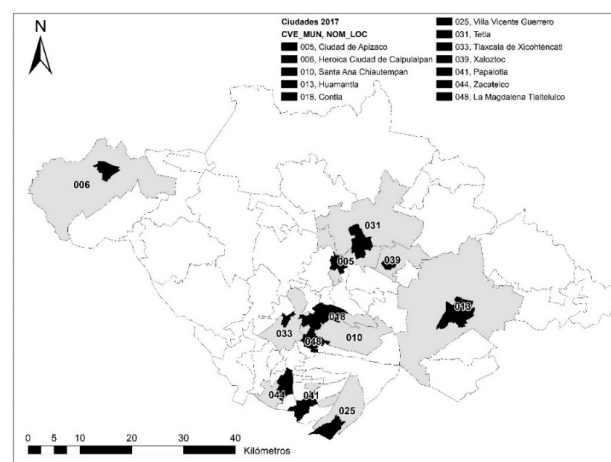 Ciudades 2017
CVE_MUN, NOM_LOC
005, Ciudad de Apizaco
006, Heroica Ciudad de Calpulalpan
010, Santa Ana Chiautempan
013, Huamantla
018, Contla
025, Villa Vicente Guerrero
031, Tetla
033, Tlaxcala de Xicohténcatl
039, Xaloztoc
041, Papalotla
044, Zacatelco
048, La Magdalena Tlaltelulco
N
006
031
005
039
013
018
033
048
010
044
041
025
0 5 10 20 30 40
Kilómetros